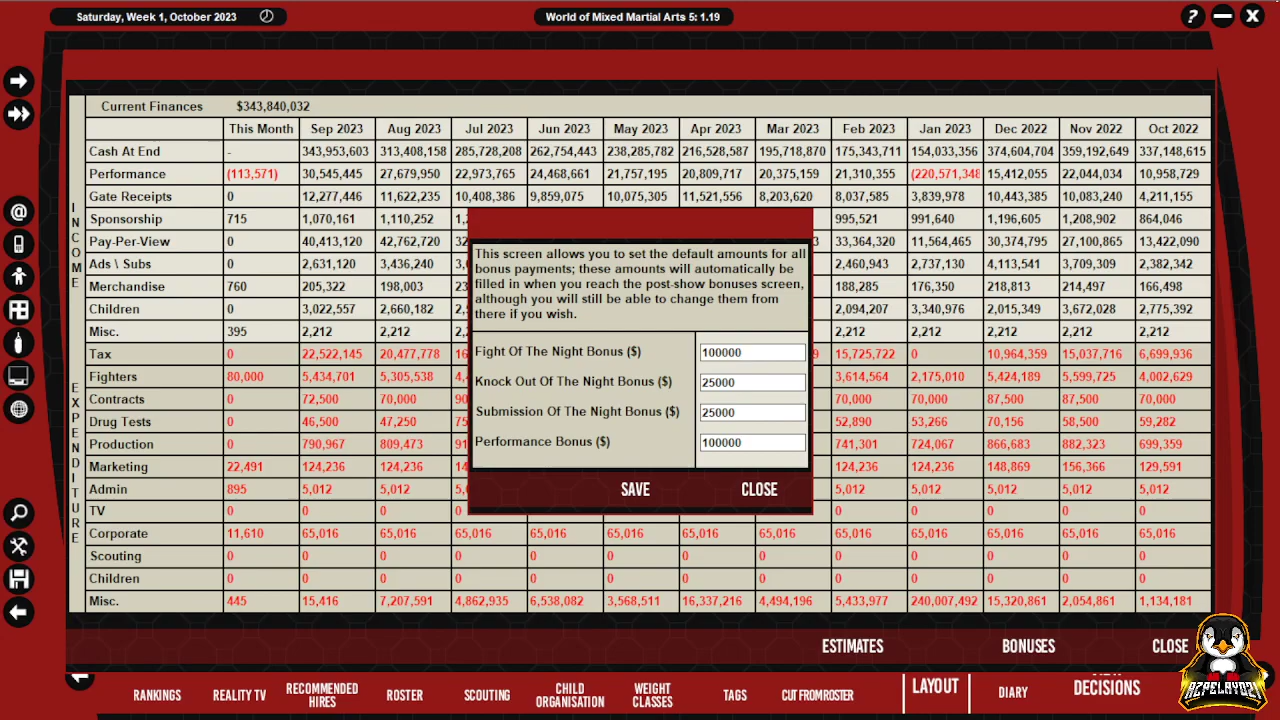 Saturday, Week 1, October 2023
World of Mixed Martial Arts 5: 1.19
?
Current Finances $343,840,032
This Month Sep 2023 Aug 2023 Jul 2023 Jun 2023 May 2023 Apr 2023 Mar 2023 Feb 2023 Jan 2023 Dec 2022 Nov 2022 Oct 2022
INCOME
Cash At End - 343,953,603 313,408,158 285,728,208 262,754,443 238,285,782 216,528,587 195,718,870 175,343,711 154,033,356 374,604,704 359,192,649 337,148,615
Performance (113,571) 30,545,445 27,679,950 22,973,765 24,468,661 21,757,195 20,809,717 20,375,159 21,310,355 (220,571,348 15,412,055 22,044,034 10,958,729
Gate Receipts 0 12,277,446 11,622,235 10,408,386 9,859,075 10,075,305 11,521,556 8,203,620 8,037,585 3,839,978 10,443,385 10,083,240 4,211,155
Sponsorship 715 1,070,161 1,110,252 1, 995,521 991,640 1,196,605 1,208,902 864,046
Pay-Per-View 0 40,413,120 42,762,720 32 3 33,364,320 11,564,465 30,374,795 27,100,865 13,422,090
Ads \ Subs 0 2,631,120 3,436,240 3, 2,460,943 2,737,130 4,113,541 3,709,309 2,382,342
Merchandise 760 205,322 198,003 23 188,285 176,350 218,813 214,497 166,498
Children 0 3,022,557 2,660,182 2, 2,094,207 3,340,976 2,015,349 3,672,028 2,775,392
Misc. 395 2,212 2,212 2,2 2,212 2,212 2,212 2,212 2,212
EXPENDITURE
Tax 0 22,522,145 20,477,778 16 9 15,725,722 0 10,964,359 15,037,716 6,699,936
Fighters 80,000 5,434,701 5,305,538 4, 3,614,564 2,175,010 5,424,189 5,599,725 4,002,629
Contracts 0 72,500 70,000 90 70,000 70,000 87,500 87,500 70,000
Drug Tests 0 46,500 47,250 75 52,890 53,266 70,156 58,500 59,282
Production 0 790,967 809,473 91 741,301 724,067 866,683 882,323 699,359
Marketing 22,491 124,236 124,236 14 124,236 124,236 148,869 156,366 129,591
Admin 895 5,012 5,012 5,0 5,012 5,012 5,012 5,012 5,012
TV 0 0 0 0 0 0 0 0 0 0 0 0 0
Corporate 11,610 65,016 65,016 65,016 65,016 65,016 65,016 65,016 65,016 65,016 65,016 65,016 65,016
Scouting 0 0 0 0 0 0 0 0 0 0 0 0 0
Children 0 0 0 0 0 0 0 0 0 0 0 0 0
Misc. 445 15,416 7,207,591 4,862,935 6,538,082 3,568,511 16,337,216 4,494,196 5,433,977 240,007,492 15,320,861 2,054,861 1,134,181
This screen allows you to set the default amounts for all
bonus payments; these amounts will automatically be
filled in when you reach the post-show bonuses screen,
although you will still be able to change them from
there if you wish.
Fight Of The Night Bonus ($) 100000
Knock Out Of The Night Bonus ($) 25000
Submission Of The Night Bonus ($) 25000
Performance Bonus ($) 100000
SAVE CLOSE
ESTIMATES BONUSES CLOSE
RANKINGS REALITY TV RECOMMENDED HIRES ROSTER SCOUTING CHILD ORGANISATION WEIGHT CLASSES TAGS CUT FROM ROSTER LAYOUT DIARY DECISIONS
ACPELAYO21